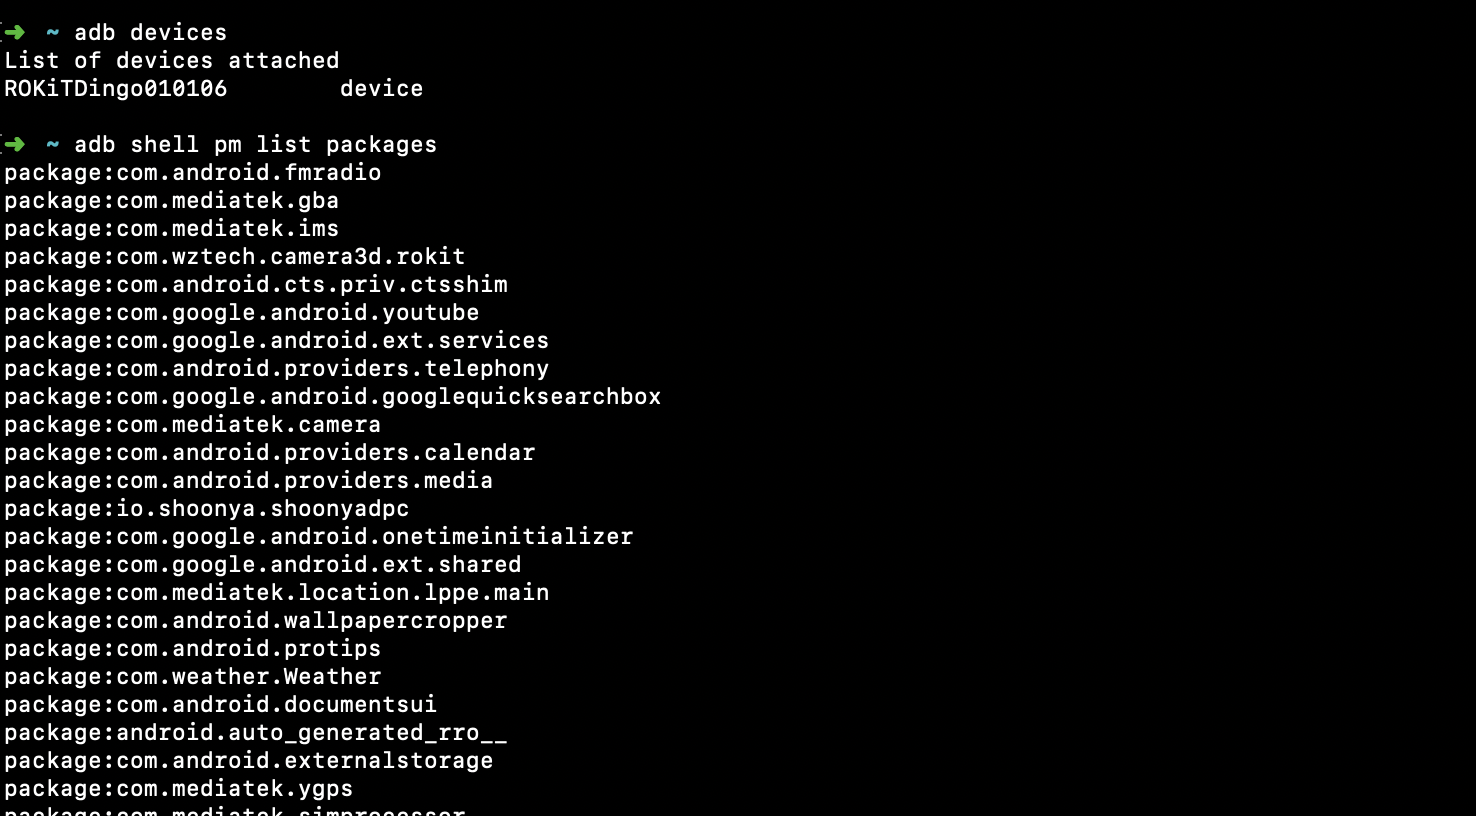 ➜ ~ adb devices
List of devices attached
ROKiTDingo010106 device
➜ ~ adb shell pm list packages
package:com.android.fmradio
package:com.mediatek.gba
package:com.mediatek.ims
package:com.wztech.camera3d.rokit
package:com.android.cts.priv.ctsshim
package:com.google.android.youtube
package:com.google.android.ext.services
package:com.android.providers.telephony
package:com.google.android.googlequicksearchbox
package:com.mediatek.camera
package:com.android.providers.calendar
package:com.android.providers.media
package:io.shoonya.shoonyadpc
package:com.google.android.onetimeinitializer
package:com.google.android.ext.shared
package:com.mediatek.location.lppe.main
package:com.android.wallpapercropper
package:com.android.protips
package:com.weather.Weather
package:com.android.documentsui
package:android.auto_generated_rro__
package:com.android.externalstorage
package:com.mediatek.ygps
package:com.mediatek.simprocessor